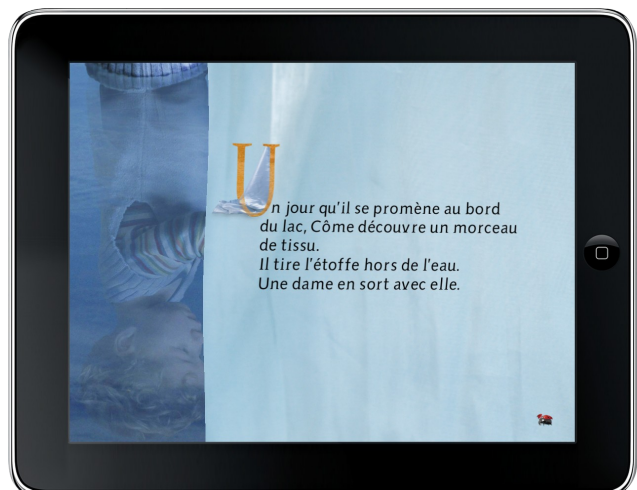 Un jour qu'il se promène au bord
du lac, Côme découvre un morceau
de tissu.
Il tire l'étoffe hors de l'eau.
Une dame en sort avec elle.